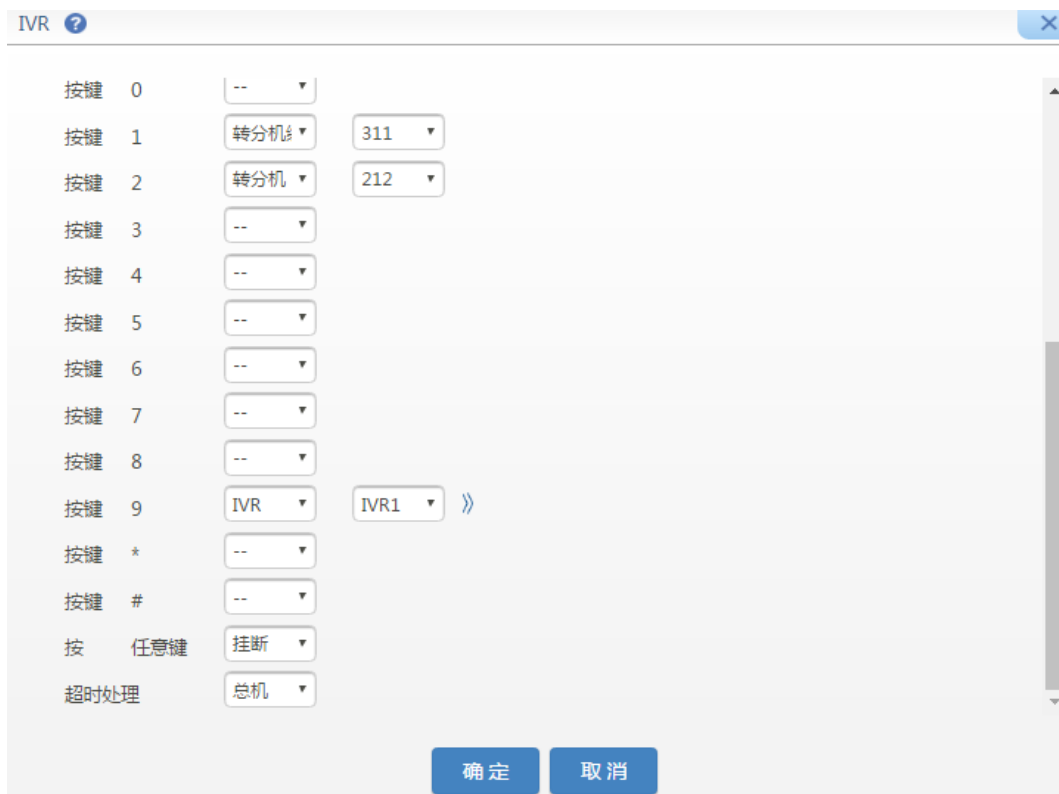 IVR ?
按键 0 --
按键 1 转分机 311
按键 2 转分机 212
按键 3 --
按键 4 --
按键 5 --
按键 6 --
按键 7 --
按键 8 --
按键 9 IVR IVR1 》
按键 * --
按键 # --
按 任意键 挂断
超时处理 总机
确定 取消